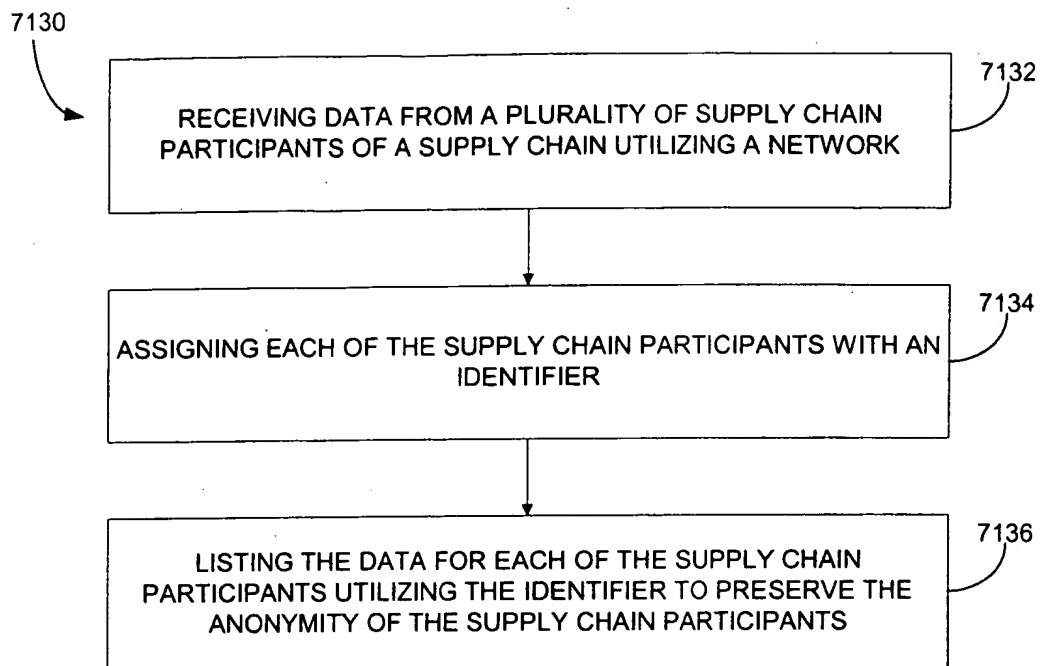 7130
7132
RECEIVING DATA FROM A PLURALITY OF SUPPLY CHAIN
PARTICIPANTS OF A SUPPLY CHAIN UTILIZING A NETWORK
7134
ASSIGNING EACH OF THE SUPPLY CHAIN PARTICIPANTS WITH AN
IDENTIFIER
7136
LISTING THE DATA FOR EACH OF THE SUPPLY CHAIN
PARTICIPANTS UTILIZING THE IDENTIFIER TO PRESERVE THE
ANONYMITY OF THE SUPPLY CHAIN PARTICIPANTS